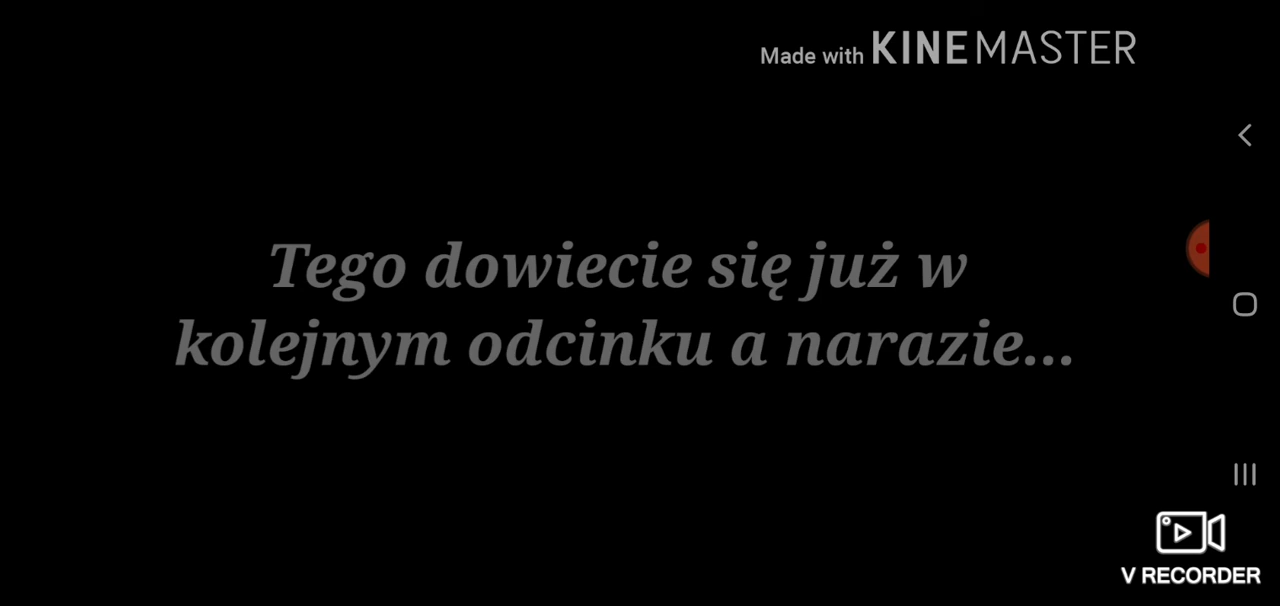 Made with KINEMASTER
Tego dowiecie się już w
kolejnym odcinku a narazie...
V RECORDER